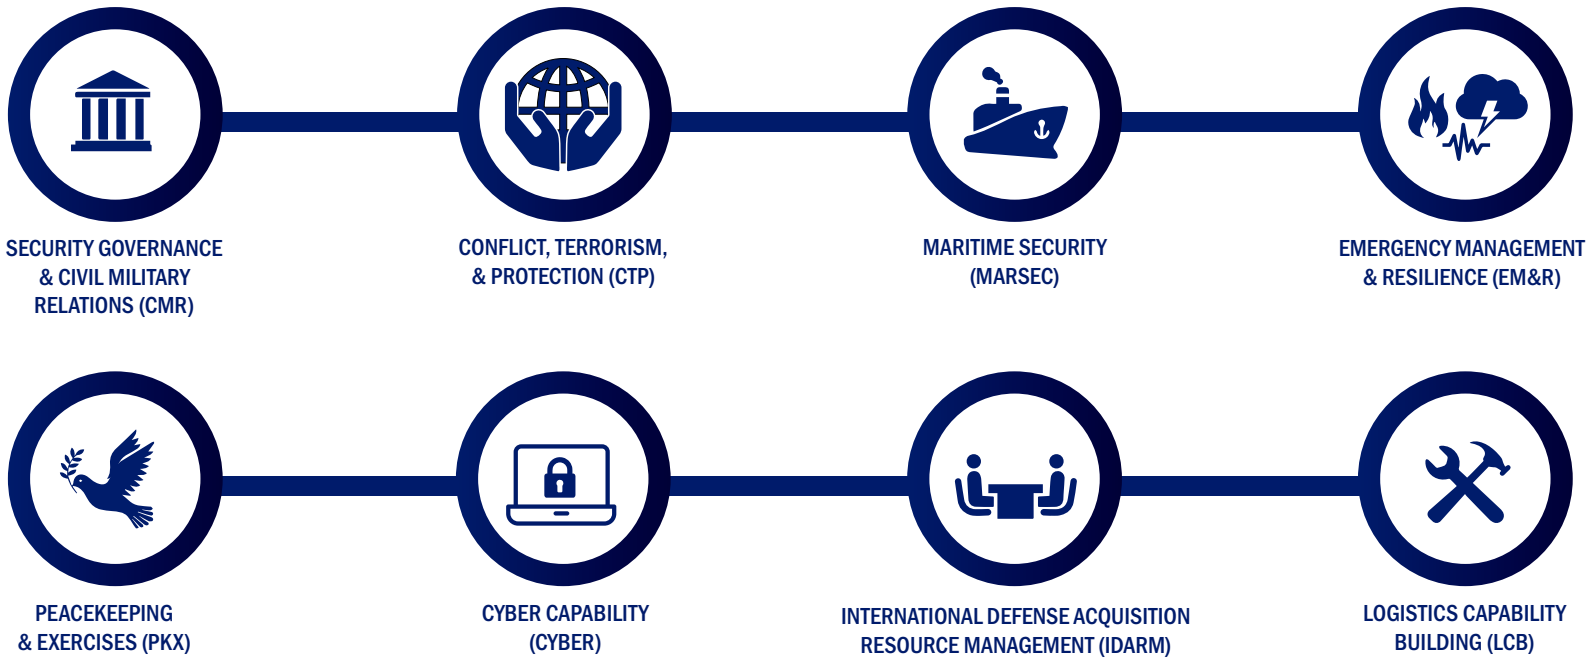 SECURITY GOVERNANCE
& CIVIL MILITARY
RELATIONS (CMR)
CONFLICT, TERRORISM,
& PROTECTION (CTP)
MARITIME SECURITY
(MARSEC)
EMERGENCY MANAGEMENT
& RESILIENCE (EM&R)
PEACEKEEPING
& EXERCISES (PKX)
CYBER CAPABILITY
(CYBER)
INTERNATIONAL DEFENSE ACQUISITION
RESOURCE MANAGEMENT (IDARM)
LOGISTICS CAPABILITY
BUILDING (LCB)